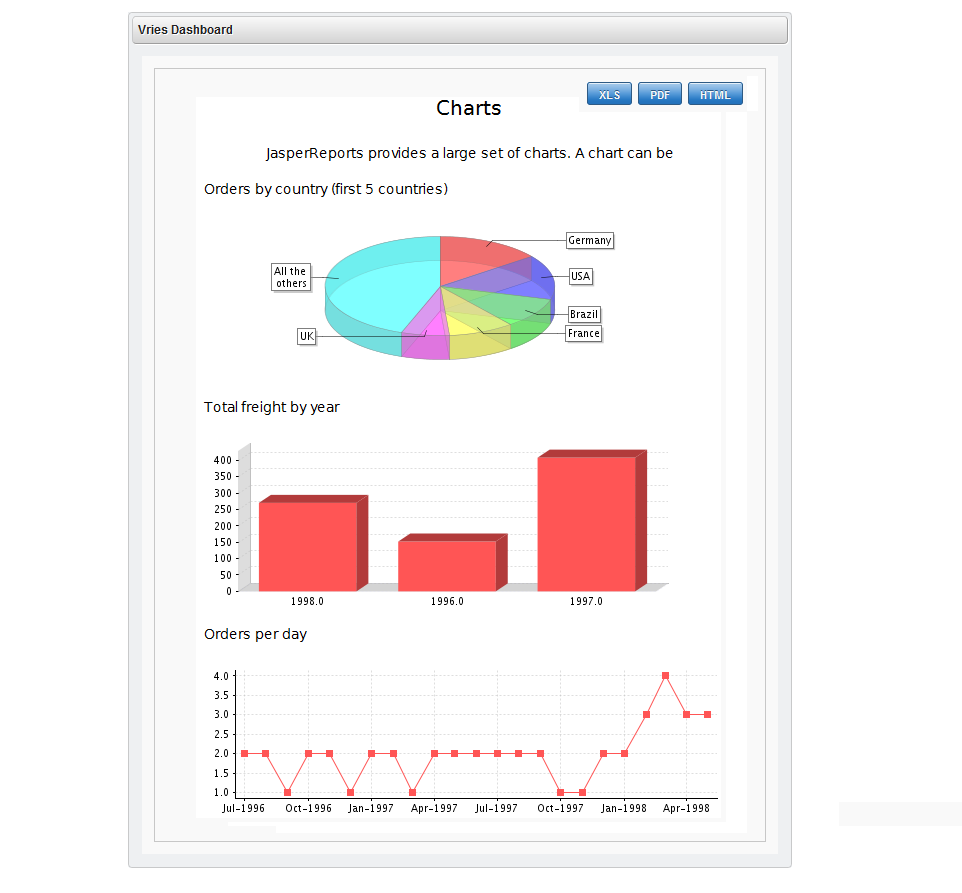 Vries Dashboard
XLS PDF HTML
Charts
JasperReports provides a large set of charts. A chart can be
Orders by country (first 5 countries)
Germany
All the
others
USA
Brazil
France
UK
Total freight by year
400
350
300
250
200
150
100
50
0
1998.0 1996.0 1997.0
Orders per day
4.0
3.5
3.0
2.5
2.0
1.5
1.0
Jul-1996 Oct-1996 Jan-1997 Apr-1997 Jul-1997 Oct-1997 Jan-1998 Apr-1998